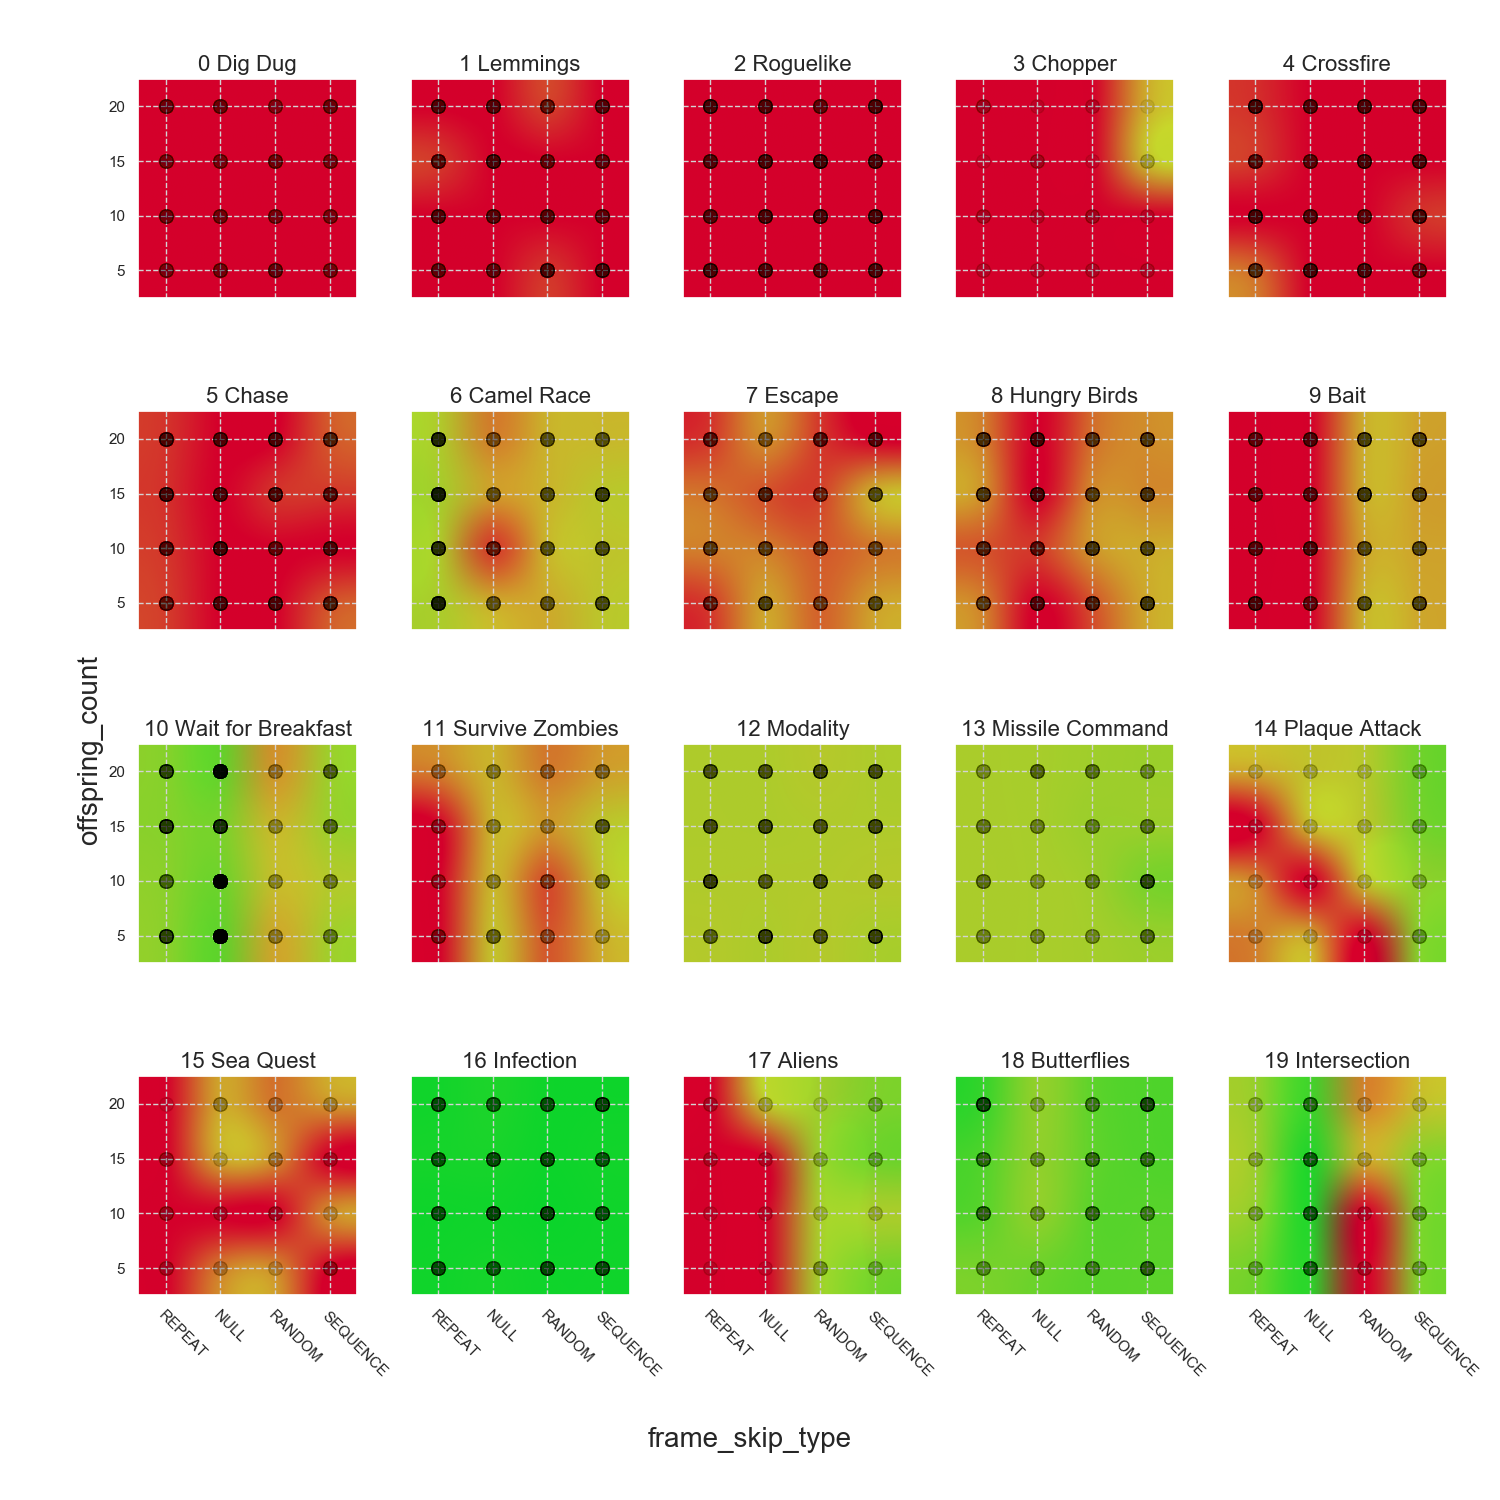 0 Dig Dug
1 Lemmings
2 Roguelike
3 Chopper
4 Crossfire
20
15
10
5
5 Chase
6 Camel Race
7 Escape
8 Hungry Birds
9 Bait
20
15
10
5
offspring_count
10 Wait for Breakfast
11 Survive Zombies
12 Modality
13 Missile Command
14 Plaque Attack
20
15
10
5
15 Sea Quest
16 Infection
17 Aliens
18 Butterflies
19 Intersection
20
15
10
5
REPEAT
NULL
RANDOM
SEQUENCE
REPEAT
NULL
RANDOM
SEQUENCE
REPEAT
NULL
RANDOM
SEQUENCE
REPEAT
NULL
RANDOM
SEQUENCE
REPEAT
NULL
RANDOM
SEQUENCE
frame_skip_type